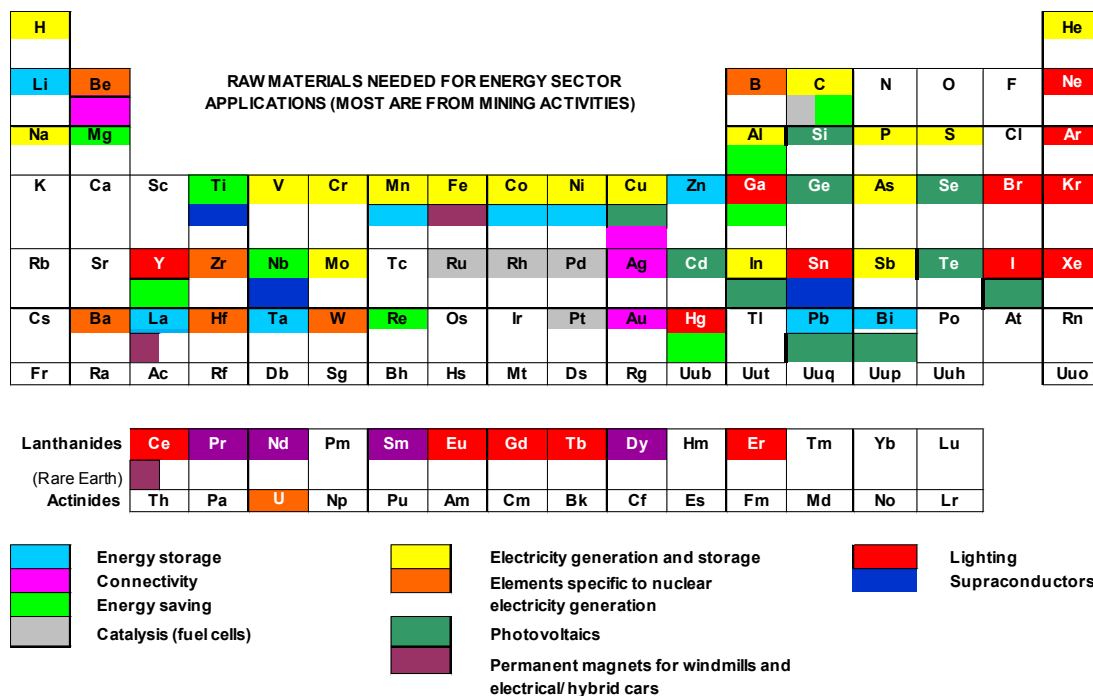 H He
Li Be RAW MATERIALS NEEDED FOR ENERGY SECTOR B C N O F Ne
APPLICATIONS (MOST ARE FROM MINING ACTIVITIES)
Na Mg Al Si P S Cl Ar
K Ca Sc Ti V Cr Mn Fe Co Ni Cu Zn Ga Ge As Se Br Kr
Rb Sr Y Zr Nb Mo Tc Ru Rh Pd Ag Cd In Sn Sb Te I Xe
Cs Ba La Hf Ta W Re Os Ir Pt Au Hg Tl Pb Bi Po At Rn
Fr Ra Ac Rf Db Sg Bh Hs Mt Ds Rg Uub Uut Uuq Uup Uuh Uuo
Lanthanides Ce Pr Nd Pm Sm Eu Gd Tb Dy Hm Er Tm Yb Lu
(Rare Earth)
Actinides Th Pa U Np Pu Am Cm Bk Cf Es Fm Md No Lr
Energy storage
Connectivity
Energy saving
Catalysis (fuel cells)
Electricity generation and storage
Elements specific to nuclear
electricity generation
Photovoltaics
Permanent magnets for windmills and
electrical/ hybrid cars
Lighting
Supraconductors